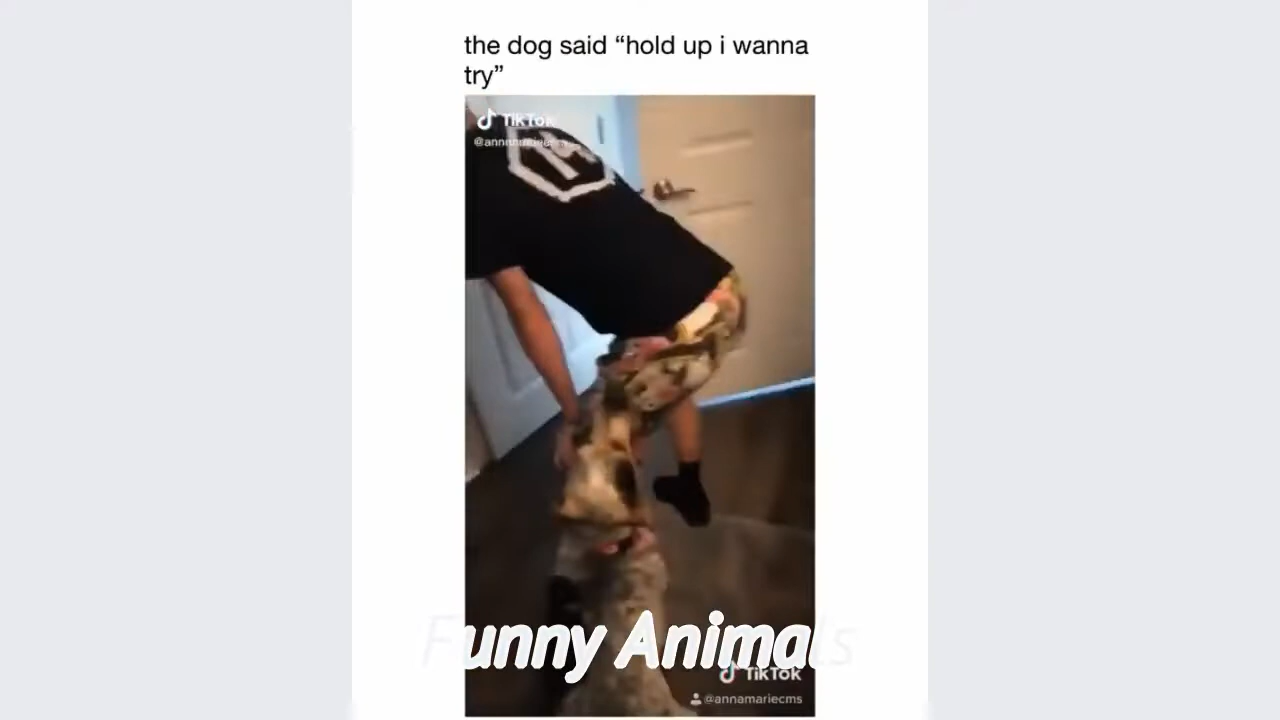 the dog said “hold up i wanna
try”
TikTok
Funny Animals
TikTok
@annamariecms